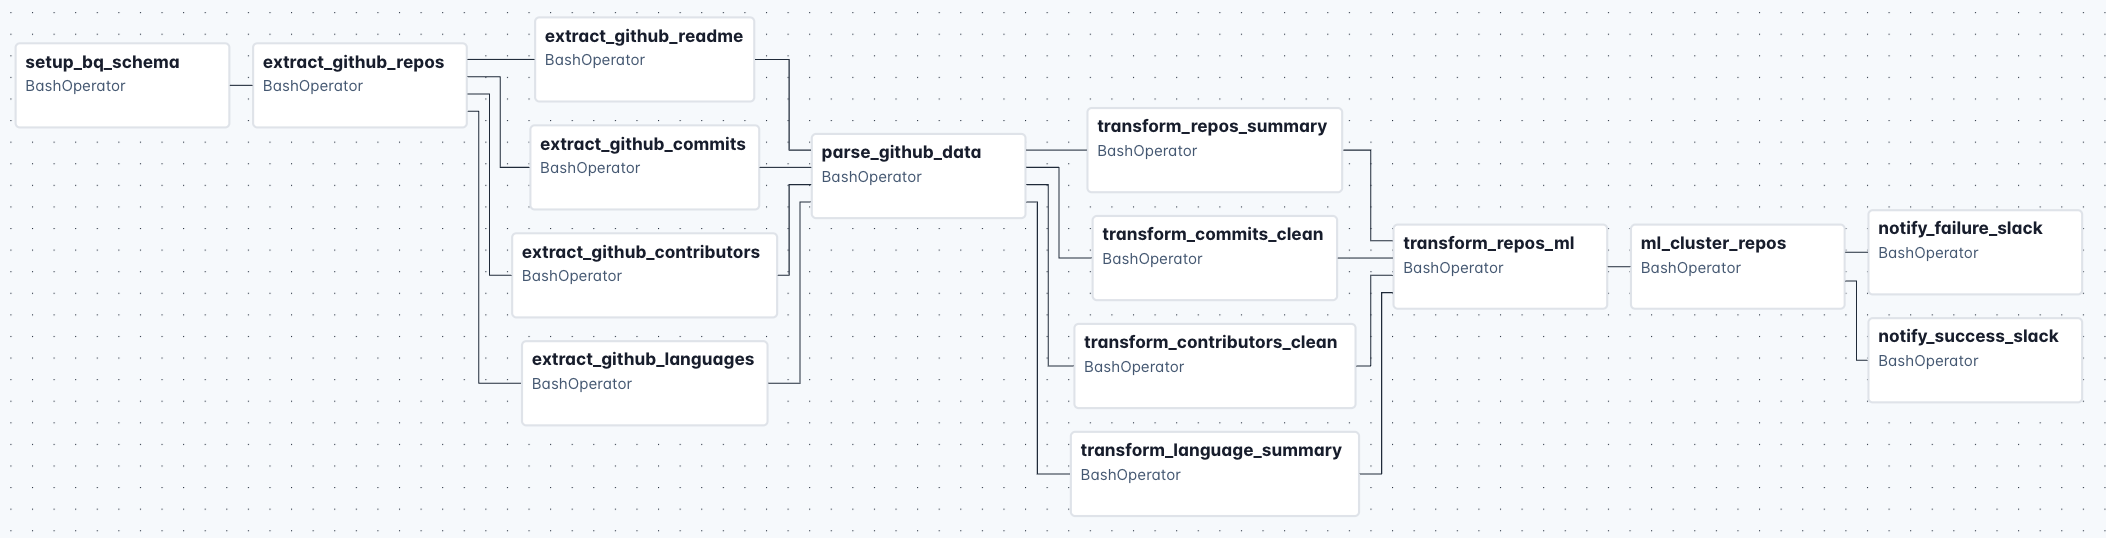 setup_bq_schema
BashOperator
extract_github_repos
BashOperator
extract_github_readme
BashOperator
extract_github_commits
BashOperator
extract_github_contributors
BashOperator
extract_github_languages
BashOperator
parse_github_data
BashOperator
transform_repos_summary
BashOperator
transform_commits_clean
BashOperator
transform_contributors_clean
BashOperator
transform_language_summary
BashOperator
transform_repos_ml
BashOperator
ml_cluster_repos
BashOperator
notify_failure_slack
BashOperator
notify_success_slack
BashOperator